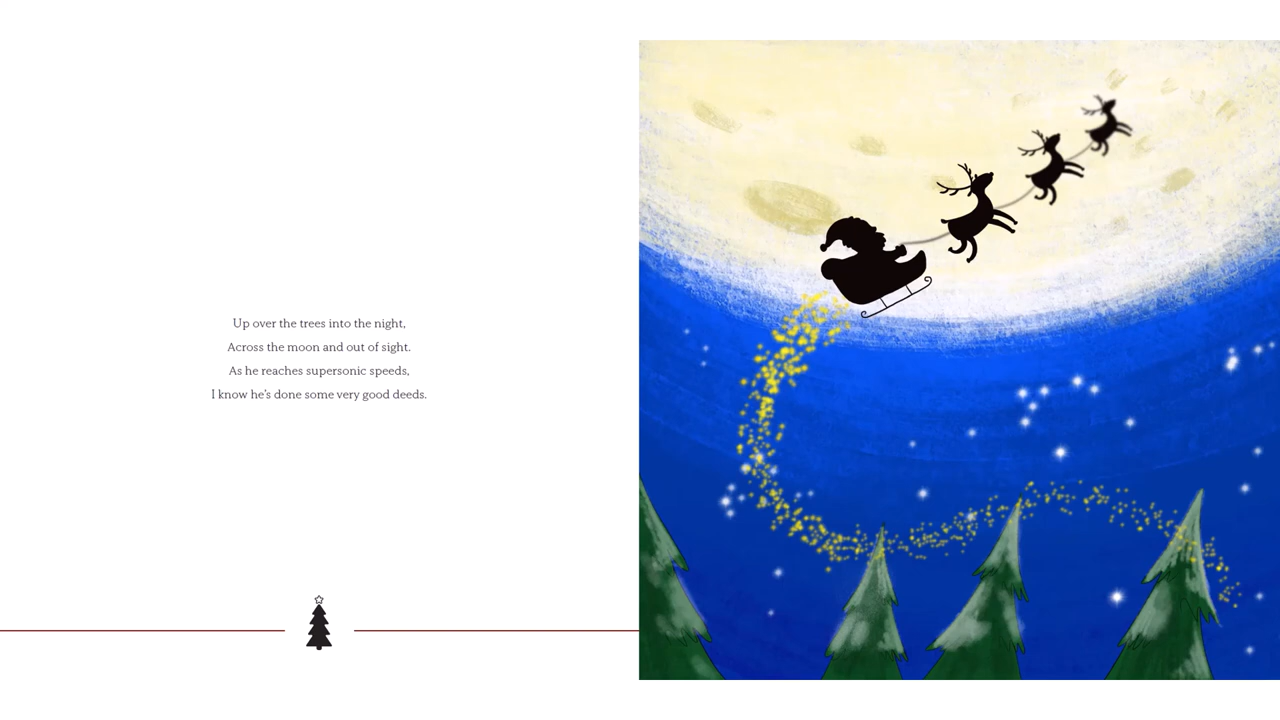 Up over the trees into the night,
Across the moon and out of sight.
As he reaches supersonic speeds,
I know he's done some very good deeds.